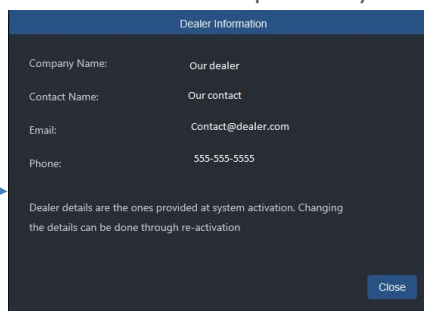 Dealer Information
Company Name: Our dealer
Contact Name: Our contact
Email: Contact@dealer.com
Phone: 555-555-5555
Dealer details are the ones provided at system activation. Changing
the details can be done through re-activation
Close